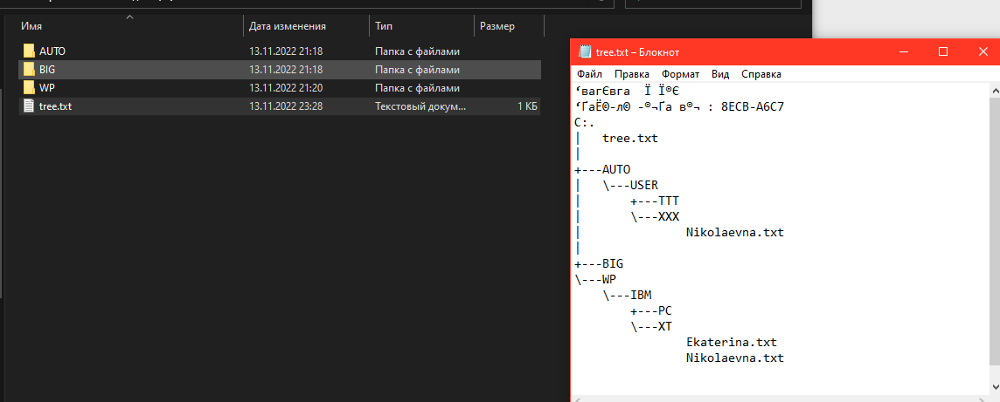 Имя Дата изменения Тип Размер
AUTO 13.11.2022 21:18 Папка с файлами
BIG 13.11.2022 21:18 Папка с файлами
WP 13.11.2022 21:20 Папка с файлами
tree.txt 13.11.2022 23:28 Текстовый докум... 1 КБ
tree.txt – Блокнот
Файл Правка Формат Вид Справка
‘вагЄвга Ї Ї®Є
‘ҐаЁ©-л© -®¬Ґа в®¬ : 8ECB-A6C7
C:.
|   tree.txt
|
+---AUTO
|   \---USER
|       +---TTT
|       \---XXX
|               Nikolaevna.txt
|
+---BIG
\---WP
    \---IBM
        +---PC
        \---XT
                Ekaterina.txt
                Nikolaevna.txt